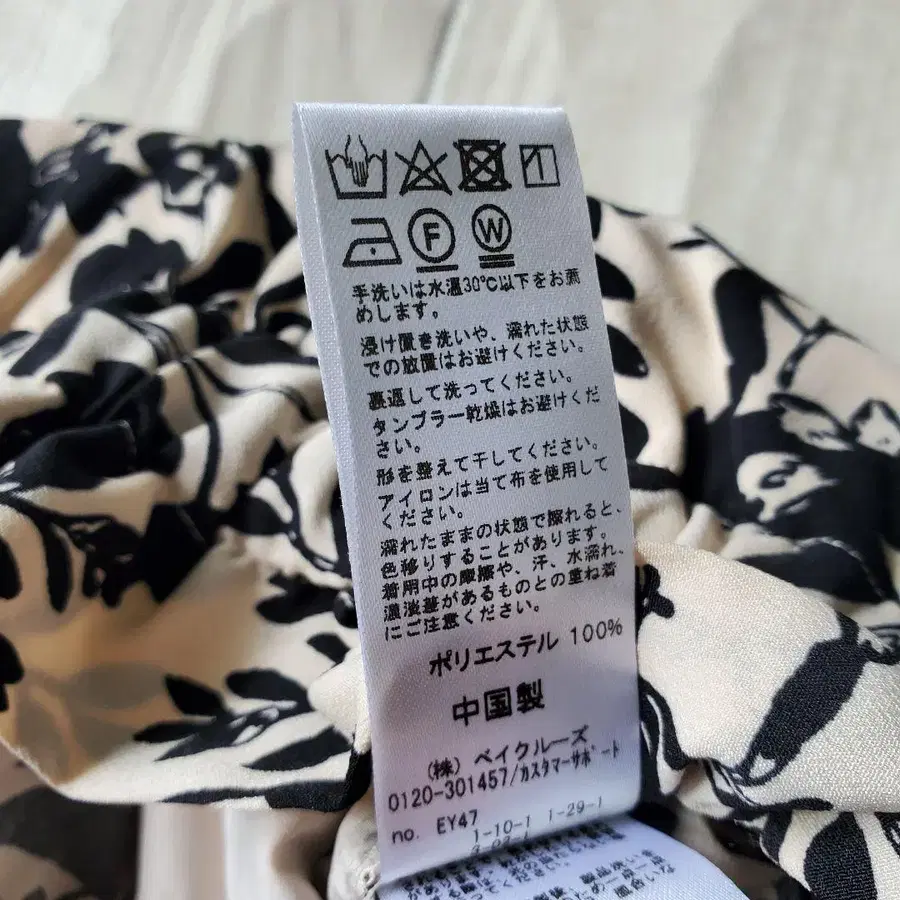 F W
手洗いは水温30℃以下をお薦
めします。
浸け置き洗いや、濡れた状態
での放置はお避けください。
裏返して洗ってください。
タンブラー乾燥はお避けくだ
さい。
形を整えて干してください。
アイロンは当て布を使用して
ください。
濡れたままの状態で擦れると、
色移りすることがあります。
着用中の摩擦や、汗、水濡れ、
濃淡差があるものとの重ね着
にご注意ください。
ポリエステル 100%
中国製
(株) ベイクルーズ
0120-301457/カスタマーサポート
no. EY47
1-10-1 1-29-1